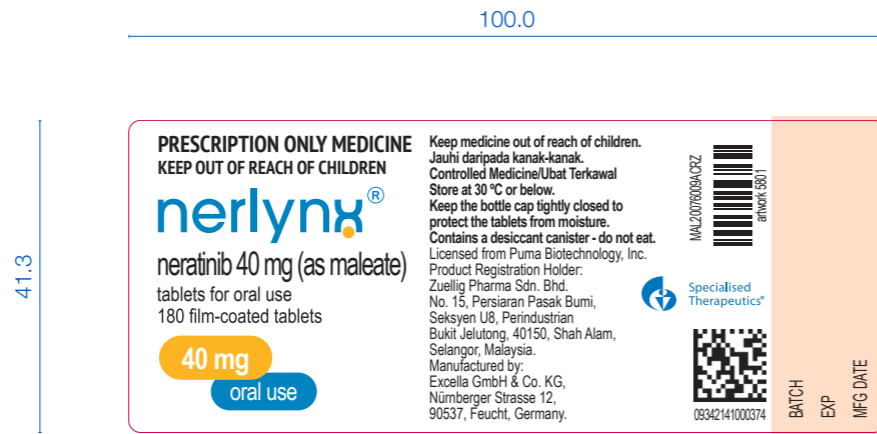 100.0
41.3
PRESCRIPTION ONLY MEDICINE
KEEP OUT OF REACH OF CHILDREN
nerlynx®
neratinib 40 mg (as maleate)
tablets for oral use
180 film-coated tablets
40 mg
oral use
Keep medicine out of reach of children.
Jauhi daripada kanak-kanak.
Controlled Medicine/Ubat Terkawal
Store at 30 ºC or below.
Keep the bottle cap tightly closed to
protect the tablets from moisture.
Contains a desiccant canister - do not eat.
Licensed from Puma Biotechnology, Inc.
Product Registration Holder:
Zuellig Pharma Sdn. Bhd.
No. 15, Persiaran Pasak Bumi,
Seksyen U8, Perindustrian
Bukit Jelutong, 40150, Shah Alam,
Selangor, Malaysia.
Manufactured by:
Excella GmbH & Co. KG,
Nürnberger Strasse 12,
90537, Feucht, Germany.
MAL20076009ACRZ
artwork 5801
Specialised
Therapeutics®
09342141000374
BATCH
EXP
MFG DATE